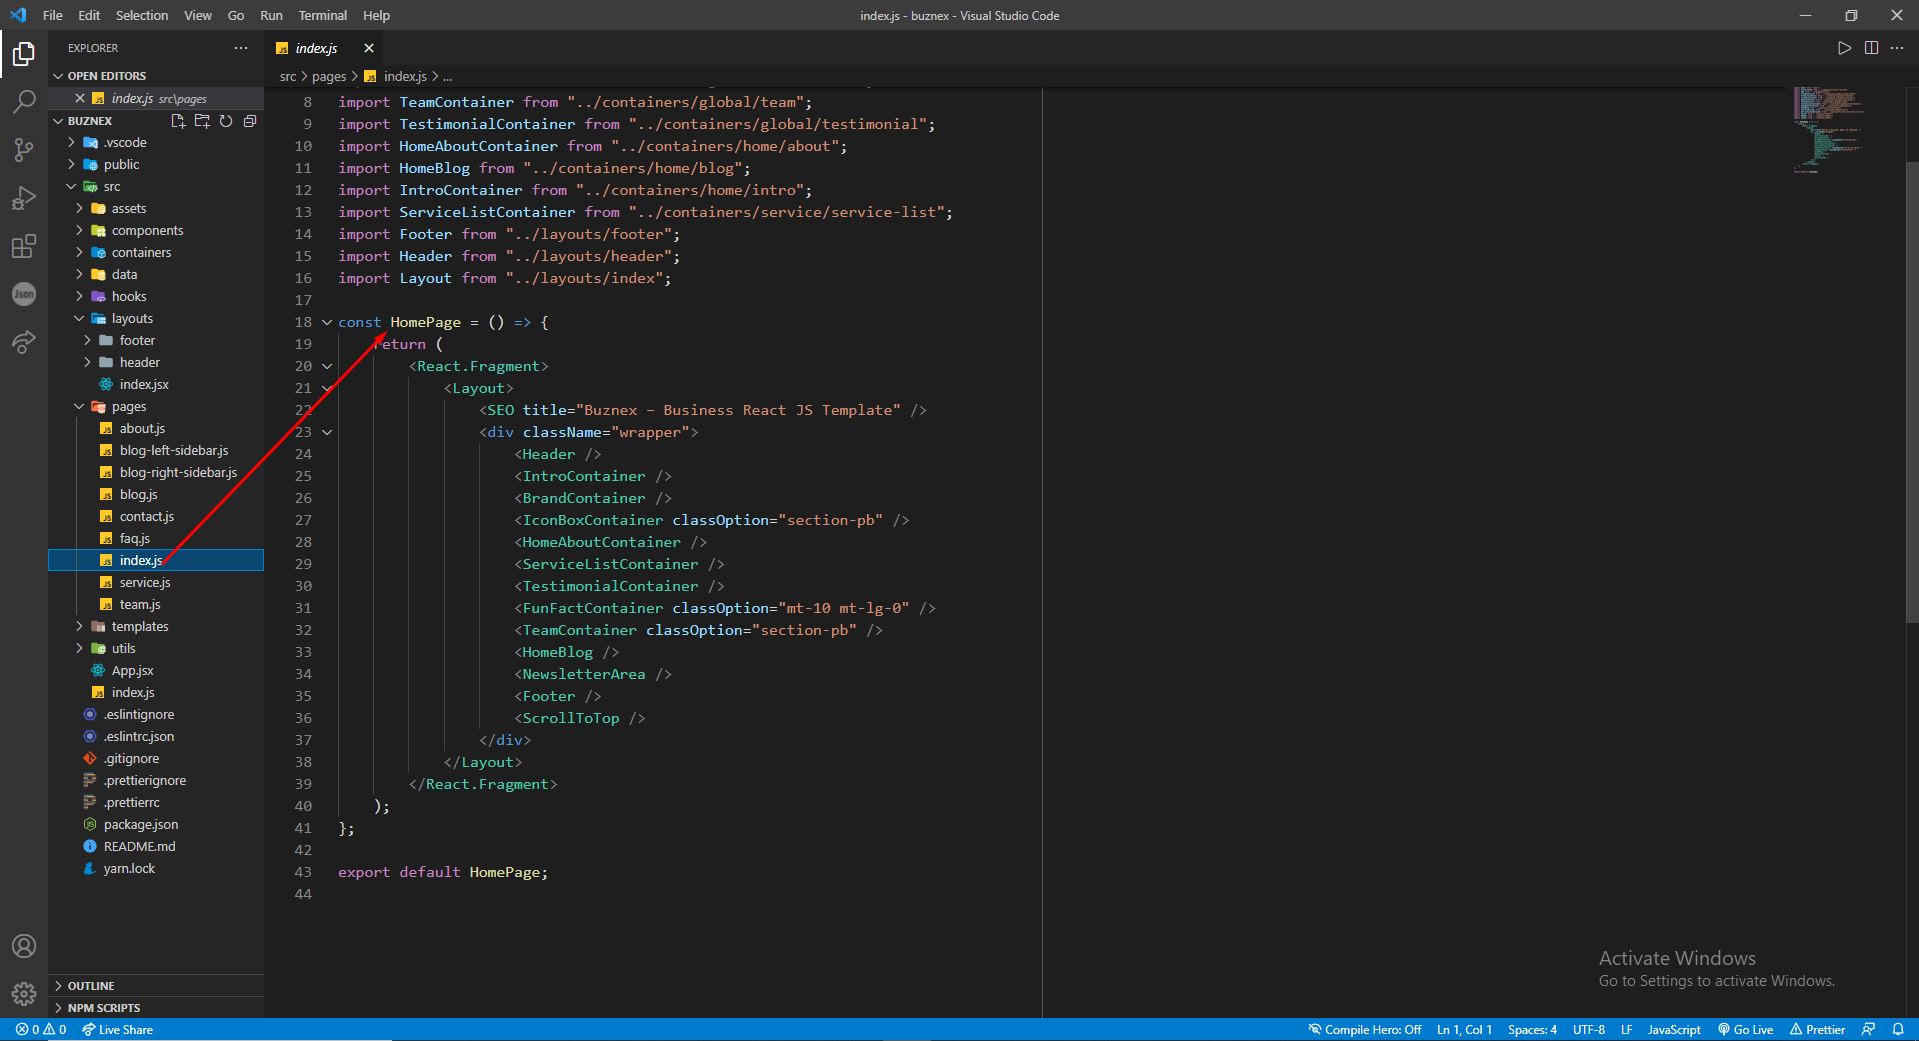 File Edit Selection View Go Run Terminal Help
index.js - buznex - Visual Studio Code
EXPLORER
OPEN EDITORS
index.js src\pages
BUZNEX
.vscode
public
src
assets
components
containers
data
hooks
layouts
footer
header
index.jsx
pages
about.js
blog-left-sidebar.js
blog-right-sidebar.js
blog.js
contact.js
faq.js
index.js
service.js
team.js
templates
utils
App.jsx
index.js
.eslintignore
.eslintrc.json
.gitignore
.prettierignore
.prettierrc
package.json
README.md
yarn.lock
OUTLINE
NPM SCRIPTS
index.js
src > pages > index.js > ...
8 import TeamContainer from "../containers/global/team";
9 import TestimonialContainer from "../containers/global/testimonial";
10 import HomeAboutContainer from "../containers/home/about";
11 import HomeBlog from "../containers/home/blog";
12 import IntroContainer from "../containers/home/intro";
13 import ServiceListContainer from "../containers/service/service-list";
14 import Footer from "../layouts/footer";
15 import Header from "../layouts/header";
16 import Layout from "../layouts/index";
17
18 const HomePage = () => {
19 return (
20 <React.Fragment>
21 <Layout>
22 <SEO title="Buznex – Business React JS Template" />
23 <div className="wrapper">
24 <Header />
25 <IntroContainer />
26 <BrandContainer />
27 <IconBoxContainer classOption="section-pb" />
28 <HomeAboutContainer />
29 <ServiceListContainer />
30 <TestimonialContainer />
31 <FunFactContainer classOption="mt-10 mt-lg-0" />
32 <TeamContainer classOption="section-pb" />
33 <HomeBlog />
34 <NewsletterArea />
35 <Footer />
36 <ScrollToTop />
37 </div>
38 </Layout>
39 </React.Fragment>
40 );
41 };
42
43 export default HomePage;
44
Activate Windows
Go to Settings to activate Windows.
0 0 Live Share
Compile Hero: Off Ln 1, Col 1 Spaces: 4 UTF-8 LF JavaScript Go Live Prettier